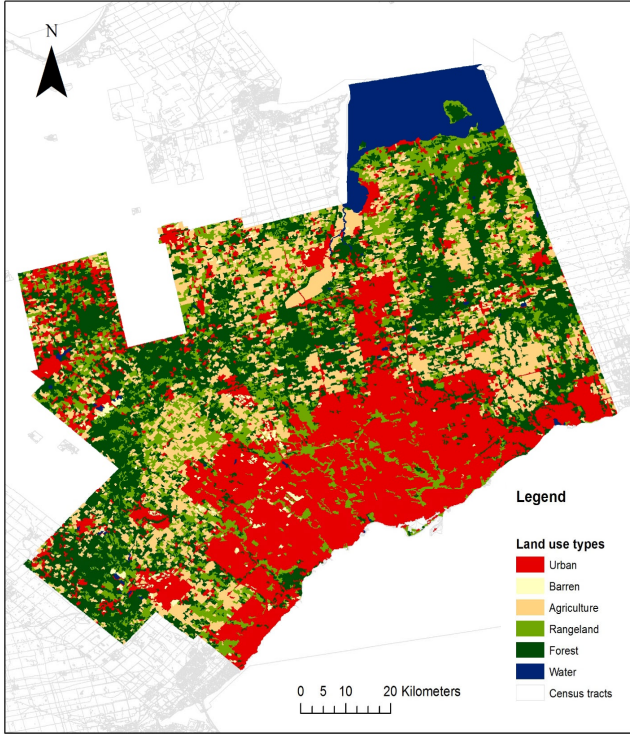 N
Legend
Land use types
Urban
Barren
Agriculture
Rangeland
Forest
Water
Census tracts
0 5 10 20 Kilometers